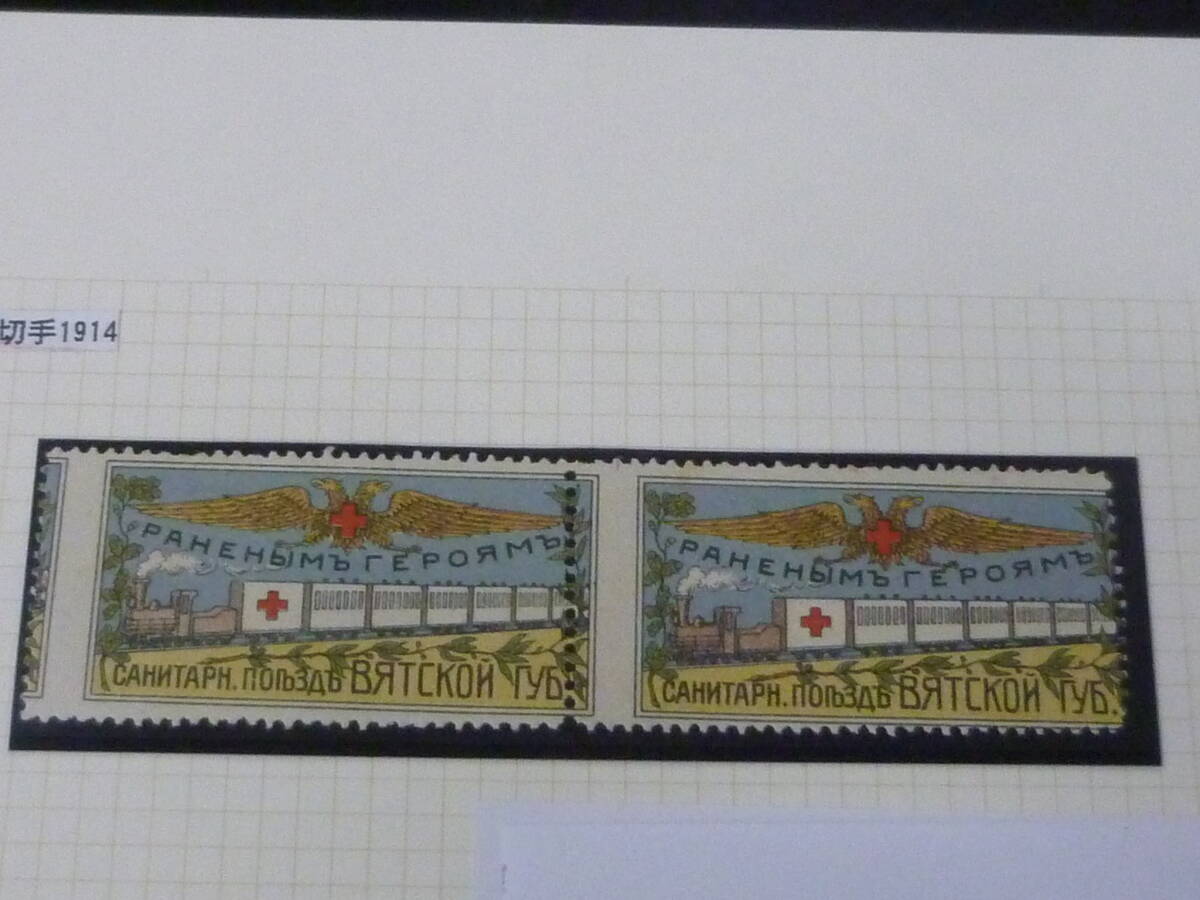 切手1914
РАНЕНЫМЪ ГЕРОЯМЪ
САНИТАРН. ПОѢЗДЪ ВЯТСКОЙ ГУБ.
РАНЕНЫМЪ ГЕРОЯМЪ
САНИТАРН. ПОѢЗДЪ ВЯТСКОЙ ГУБ.